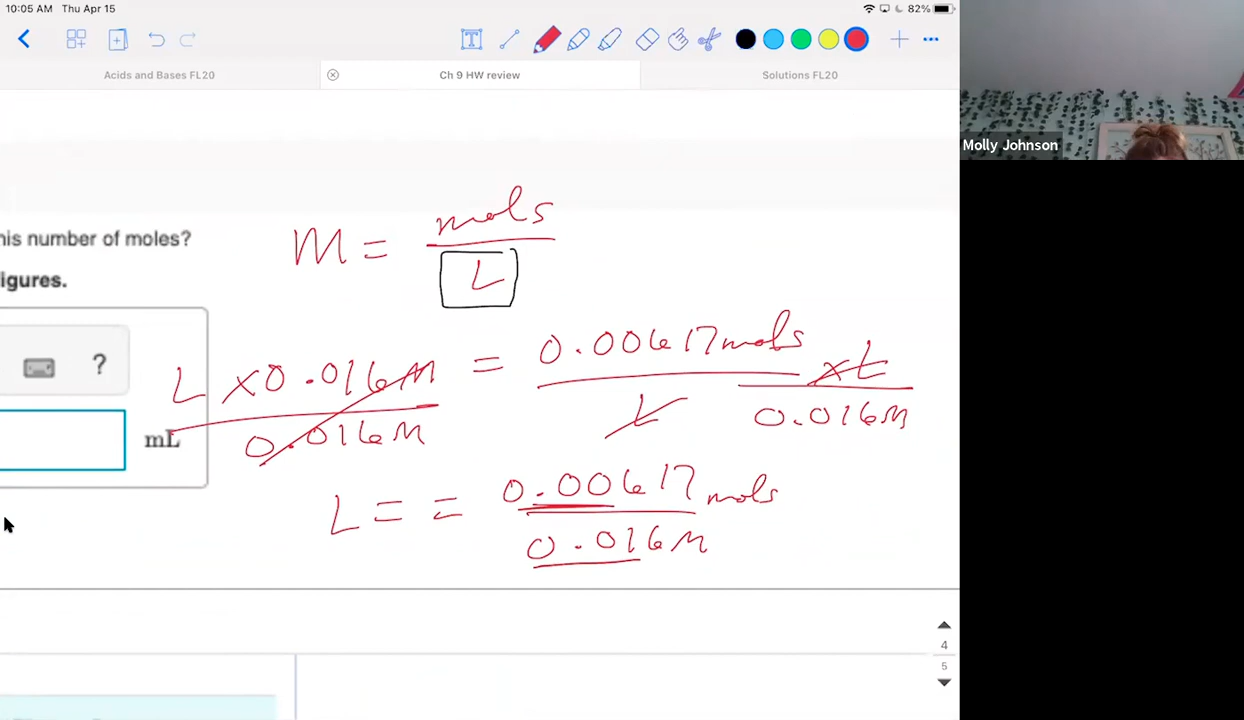 10:05 AM Thu Apr 15
82%
Acids and Bases FL20
Ch 9 HW review
Solutions FL20
Molly Johnson
his number of moles?
igures.
M = mols / L
L × 0.016M / 0.016M = 0.00617 mols / L × L / 0.016M
?
mL
L = = 0.00617 mols / 0.016M
4
5